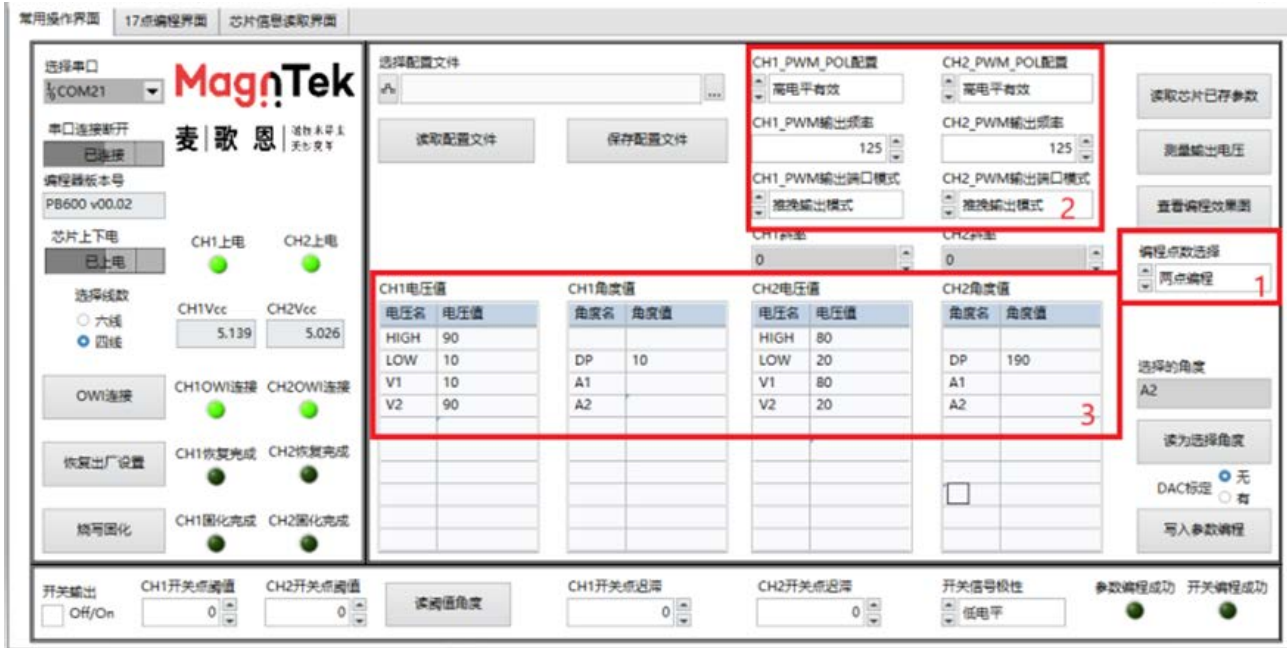 常用操作界面 17点编程界面 芯片信息读取界面
选择串口
COM21
MagnTek
麦歌恩
串口连接断开
已连接
编程器版本号
PB600 v00.02
芯片上下电
已上电
CH1上电 CH2上电
选择线数
六线
四线
CH1Vcc CH2Vcc
5.139 5.026
OWI连接
CH1OWI连接 CH2OWI连接
恢复出厂设置
CH1恢复完成 CH2恢复完成
烧写固化
CH1固化完成 CH2固化完成
选择配置文件
...
读取配置文件 保存配置文件
CH1_PWM_POL配置 CH2_PWM_POL配置
高电平有效 高电平有效
CH1_PWM输出频率 CH2_PWM输出频率
125 125
CH1_PWM输出端口模式 CH2_PWM输出端口模式
推挽输出模式 推挽输出模式 2
CH1斜率 CH2斜率
0 0
CH1电压值 CH1角度值 CH2电压值 CH2角度值
电压名 电压值 角度名 角度值 电压名 电压值 角度名 角度值
HIGH 90 HIGH 80
LOW 10 DP 10 LOW 20 DP 190
V1 10 A1 V1 80 A1
V2 90 A2 V2 20 A2
3
读取芯片已存参数
测量输出电压
查看编程效果图
编程点数选择
两点编程 1
选择的角度
A2
读为选择角度
DAC标定 无
有
写入参数编程
开关输出 CH1开关点阈值 CH2开关点阈值 CH1开关点迟滞 CH2开关点迟滞 开关信号极性 参数编程成功 开关编程成功
Off/On 0 0 读阈值角度 0 0 低电平